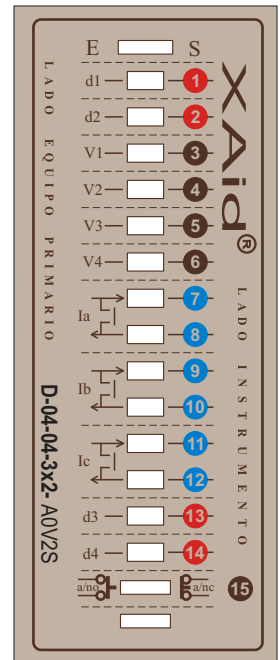 E S
d1 1
d2 2
V1 3
V2 4
V3 5
V4 6
Ia 7
8
Ib 9
10
Ic 11
12
d3 13
d4 14
a/no a/nc 15
LADO EQUIPO PRIMARIO
D-04-04-3x2- A0V2S
XAid®
LADO INSTRUMENTO